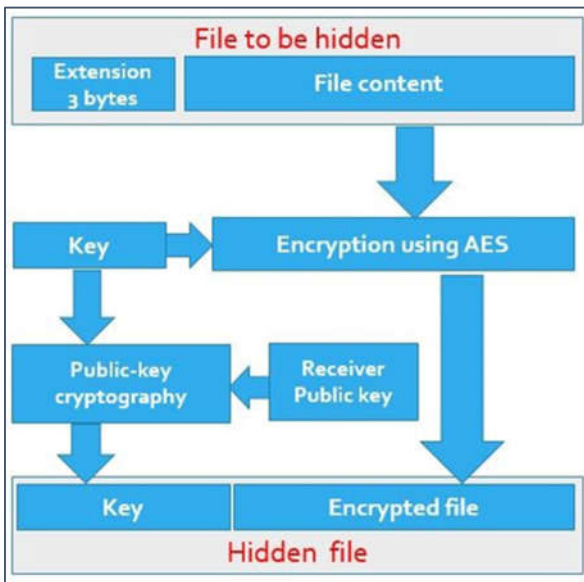 File to be hidden
Extension
3 bytes
File content
Key
Encryption using AES
Public-key
cryptography
Receiver
Public key
Key
Encrypted file
Hidden file